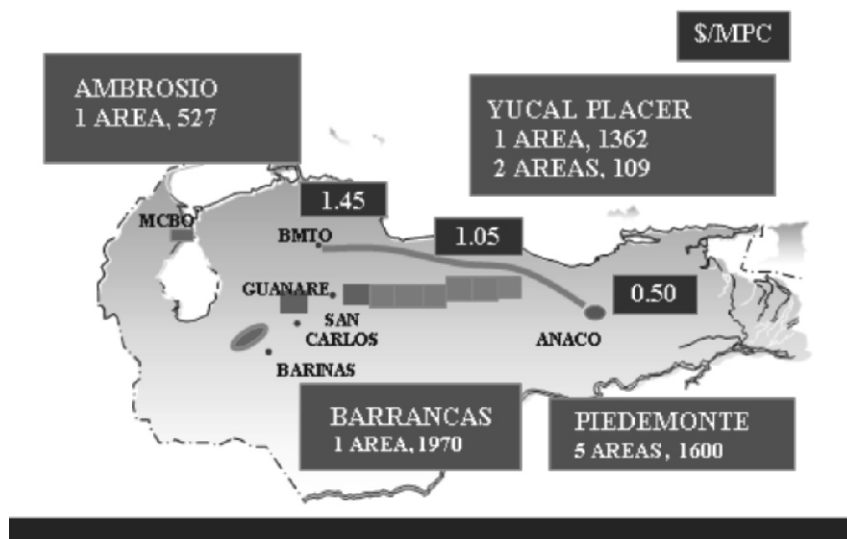 $/MPC
AMBROSIO
1 AREA, 527
YUCAL PLACER
1 AREA, 1362
2 AREAS, 109
MCBO
1.45
BMTO
1.05
GUANARE
0.50
SAN
CARLOS
ANACO
BARINAS
BARRANCAS
1 AREA, 1970
PIEDEMONTE
5 AREAS, 1600